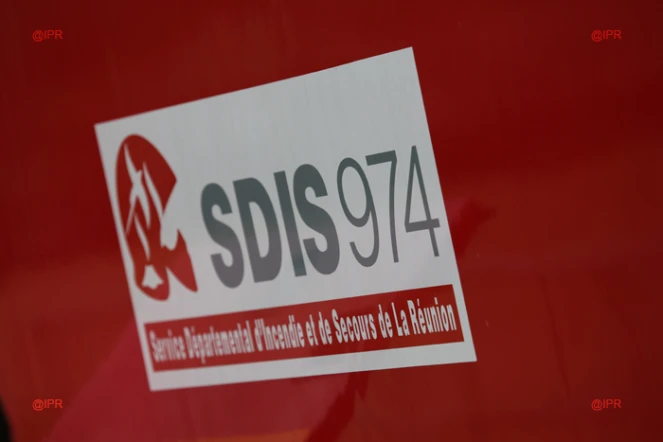 @IPR @IPR
SDIS974
Service Départemental d'Incendie et de Secours de La Réunion
@IPR @IPR